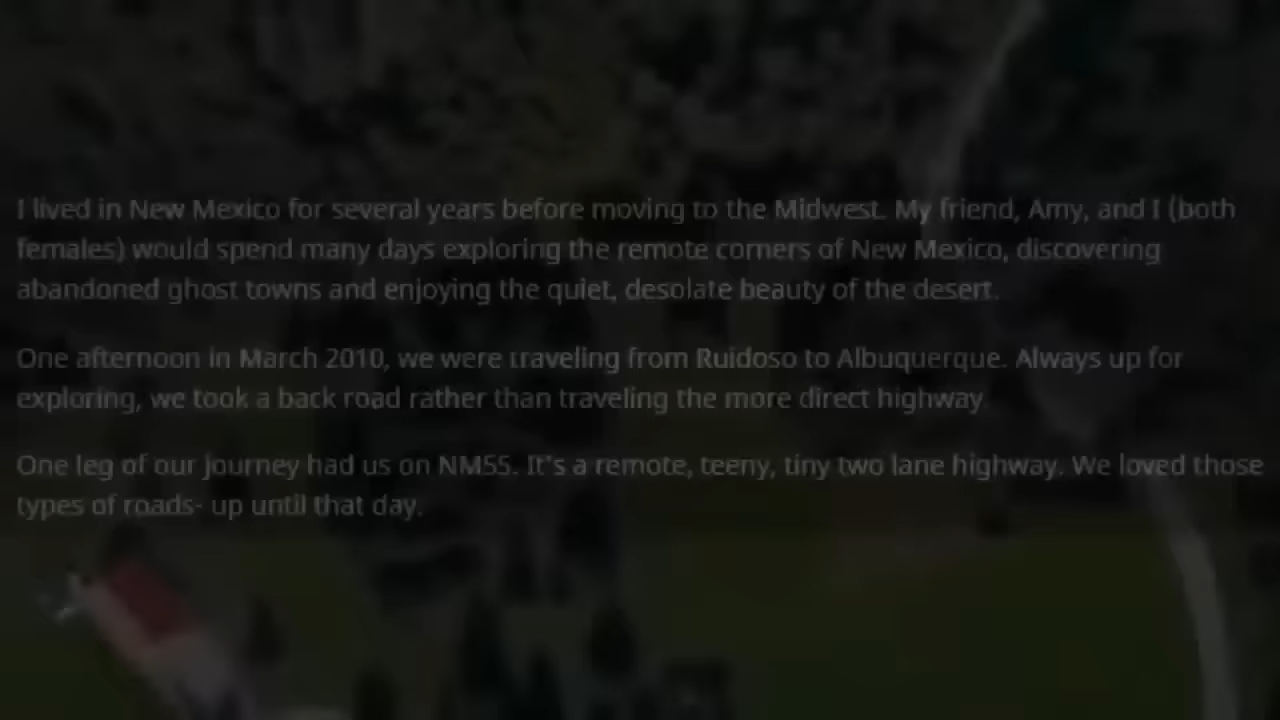 I lived in New Mexico for several years before moving to the Midwest. My friend, Amy, and I (both
females) would spend many days exploring the remote corners of New Mexico, discovering
abandoned ghost towns and enjoying the quiet, desolate beauty of the desert.
One afternoon in March 2010, we were traveling from Ruidoso to Albuquerque. Always up for
exploring, we took a back road rather than traveling the more direct highway.
One leg of our journey had us on NM55. It's a remote, teeny, tiny two lane highway. We loved those
types of roads- up until that day.